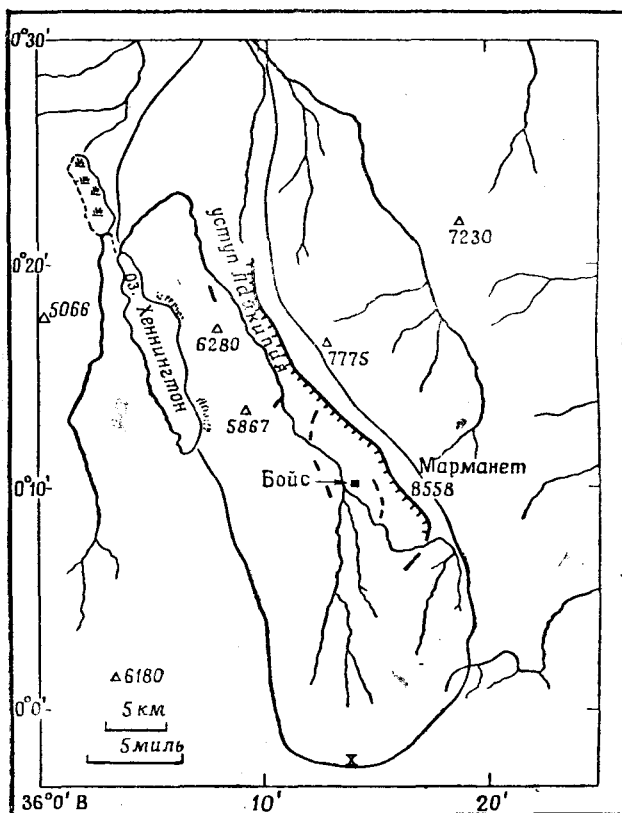 0°30'
7230
0°20'
уступ Лайкипия
5066
оз. Хеннингтон
6280
7775
5867
Марманет
8558
Бойс
0°10'
6180
5 км
5 миль
0°0'
36°0' В
10'
20'